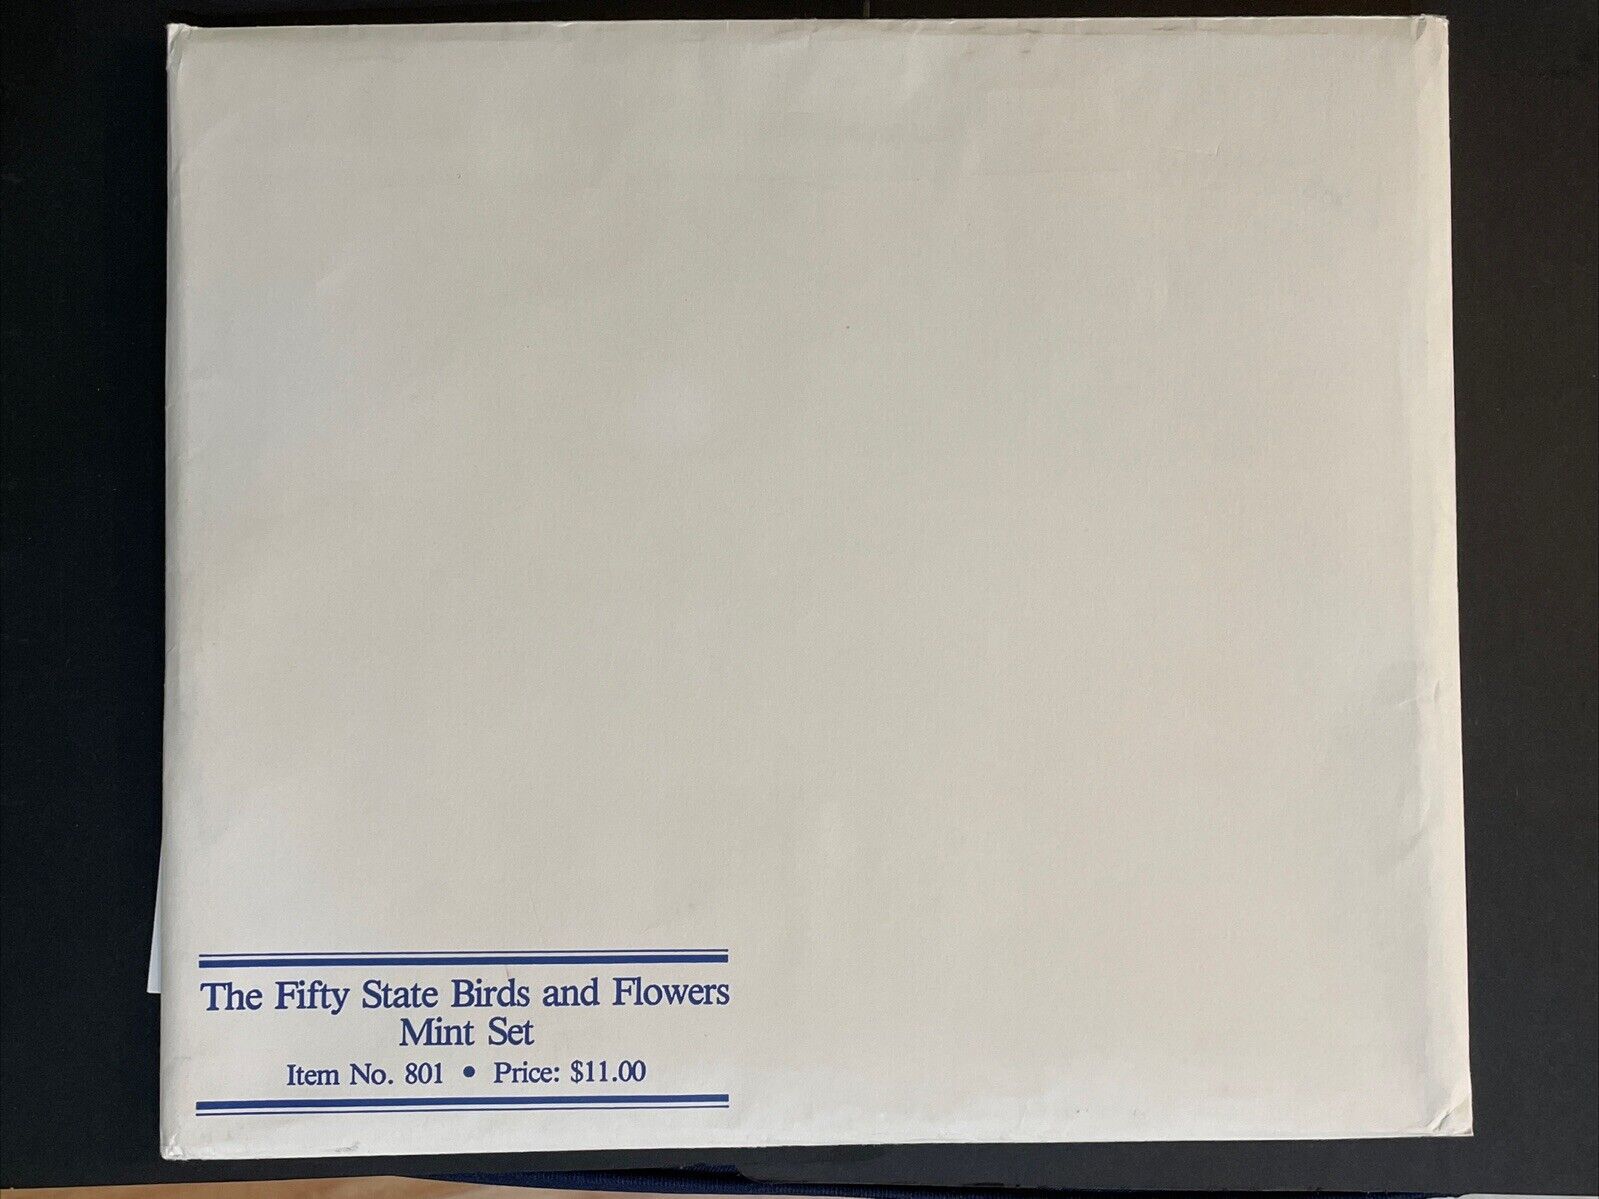 The Fifty State Birds and Flowers
Mint Set
Item No. 801 • Price: $11.00